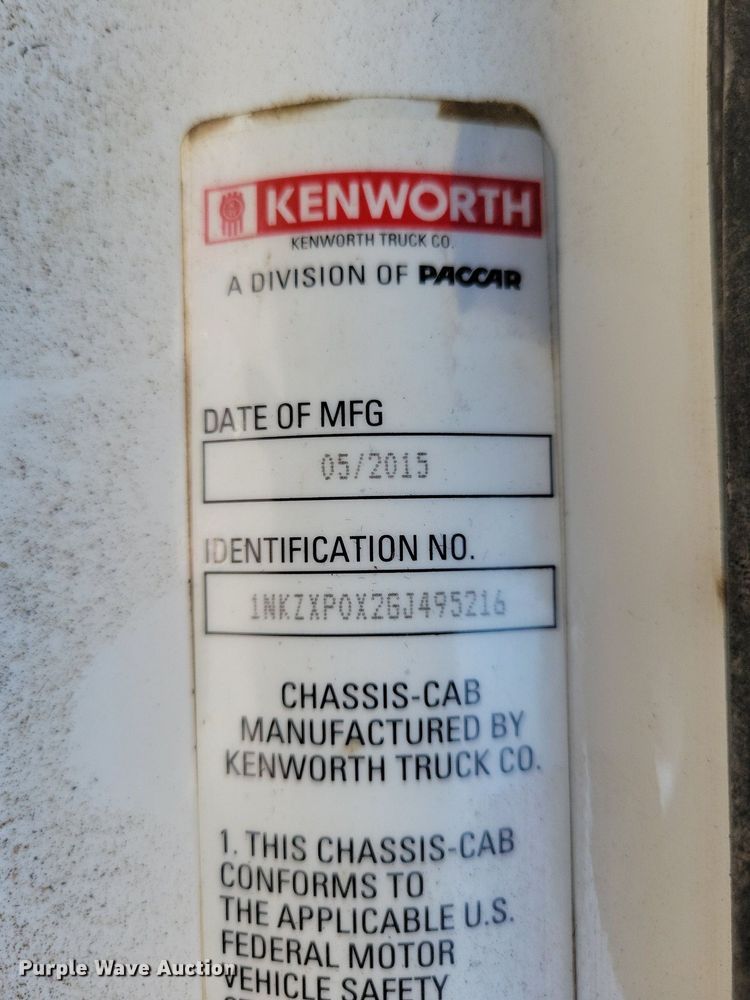 KENWORTH
KENWORTH TRUCK CO.
A DIVISION OF PACCAR
DATE OF MFG
05/2015
IDENTIFICATION NO.
1NKZXP0X2GJ495216
CHASSIS-CAB
MANUFACTURED BY
KENWORTH TRUCK CO.
1. THIS CHASSIS-CAB
CONFORMS TO
THE APPLICABLE U.S.
FEDERAL MOTOR
VEHICLE SAFETY
Purple Wave Auction